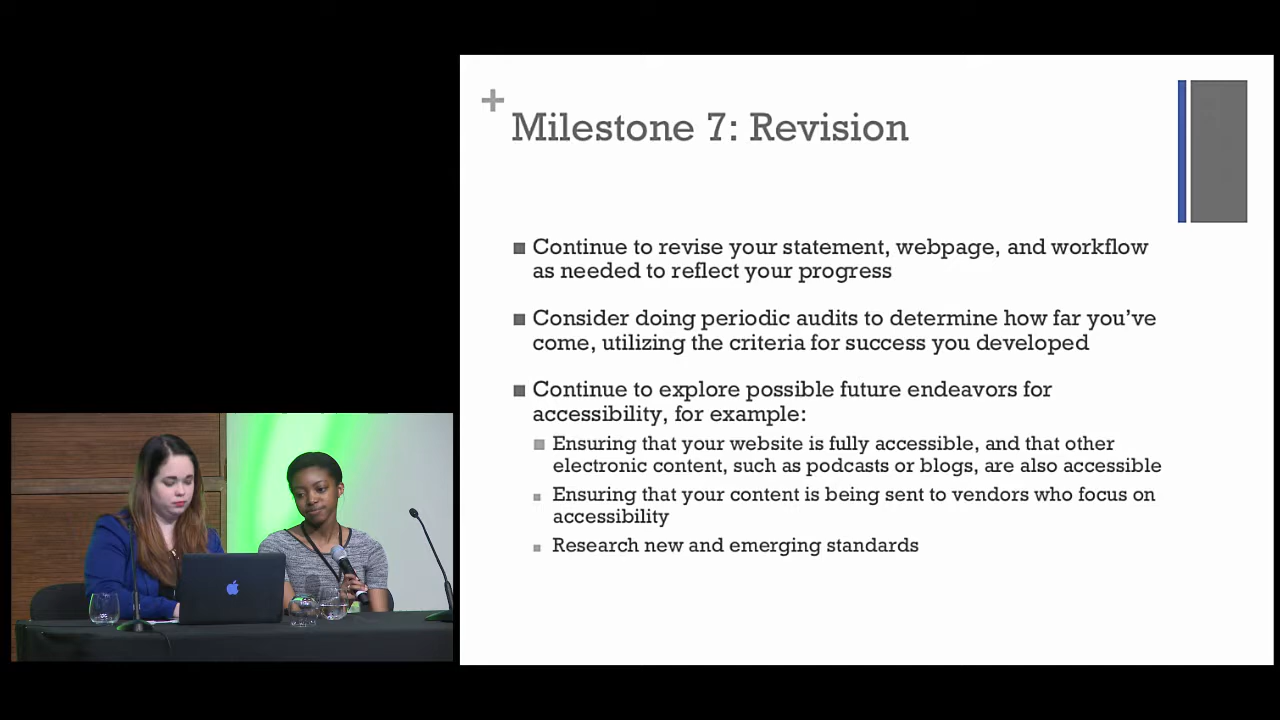 +
Milestone 7: Revision
Continue to revise your statement, webpage, and workflow
as needed to reflect your progress
Consider doing periodic audits to determine how far you’ve
come, utilizing the criteria for success you developed
Continue to explore possible future endeavors for
accessibility, for example:
Ensuring that your website is fully accessible, and that other
electronic content, such as podcasts or blogs, are also accessible
Ensuring that your content is being sent to vendors who focus on
accessibility
Research new and emerging standards